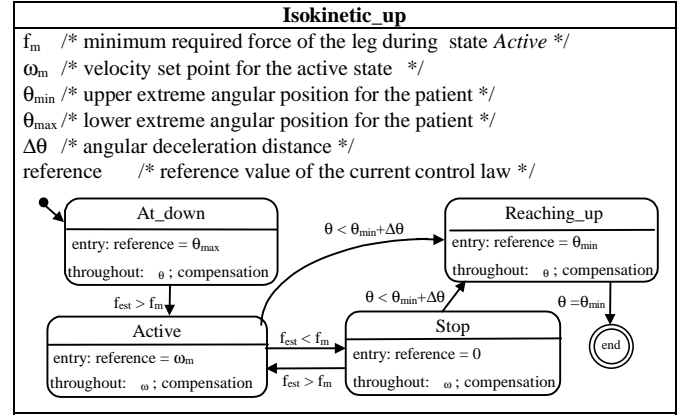 Isokinetic_up
fₘ /* minimum required force of the leg during state Active */
ωₘ /* velocity set point for the active state */
θmin /* upper extreme angular position for the patient */
θmax /* lower extreme angular position for the patient */
Δθ /* angular deceleration distance */
reference /* reference value of the current control law */
At_down
entry: reference = θmax
throughout: θ ; compensation
Reaching_up
entry: reference = θmin
throughout: θ ; compensation
θ < θmin+Δθ
fest > fm
θ < θmin+Δθ
θ =θmin
Active
entry: reference = ωm
throughout: ω ; compensation
fest < fm
fest > fm
Stop
entry: reference = 0
throughout: ω ; compensation
end